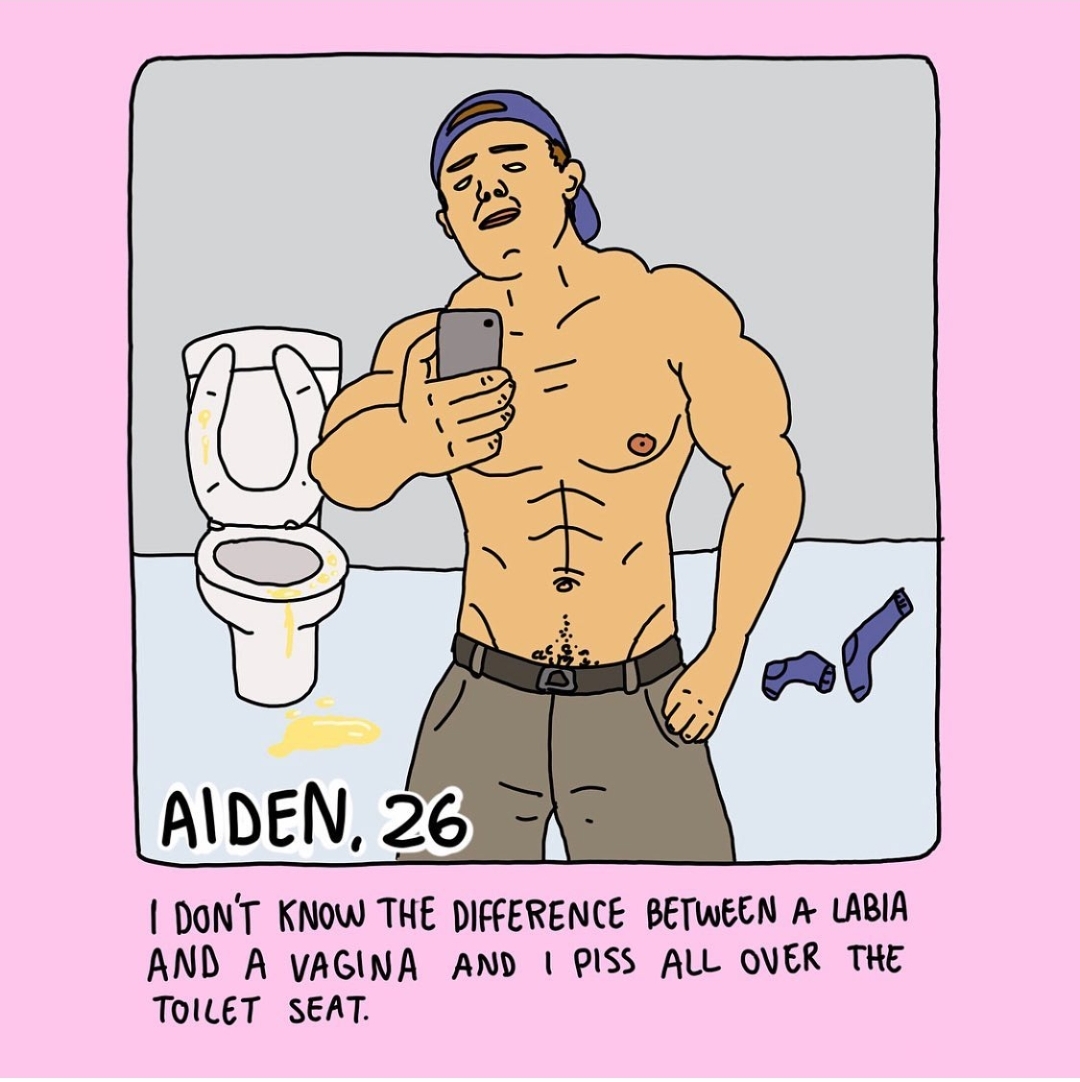 AIDEN, 26
I DON'T KNOW THE DIFFERENCE BETWEEN A LABIA
AND A VAGINA AND I PISS ALL OVER THE
TOILET SEAT.